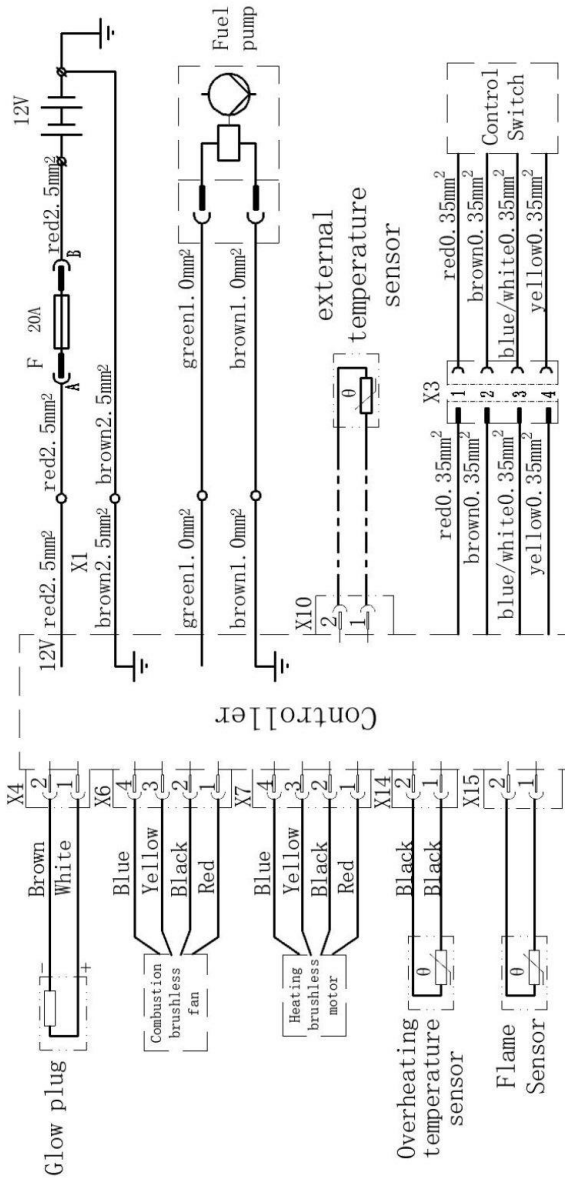 12V
F
20A
red2.5mm²
B
A
red2.5mm²
red2.5mm²
12V
brown2.5mm²
X1
brown2.5mm²
Fuel
pump
green1.0mm²
green1.0mm²
brown1.0mm²
brown1.0mm²
external
temperature
sensor
θ
X10
2
1
Control
Switch
X3
1
2
3
4
red0.35mm²
brown0.35mm²
blue/white0.35mm²
yellow0.35mm²
red0.35mm²
brown0.35mm²
blue/white0.35mm²
yellow0.35mm²
Controller
X4
2
1
Brown
White
-
+
Glow plug
X6
4
3
2
1
Blue
Yellow
Black
Red
Combustion
brushless
fan
X7
4
3
2
1
Blue
Yellow
Black
Red
Heating
brushless
motor
X14
2
1
Black
Black
θ
Overheating
temperature
sensor
X15
2
1
θ
Flame
Sensor